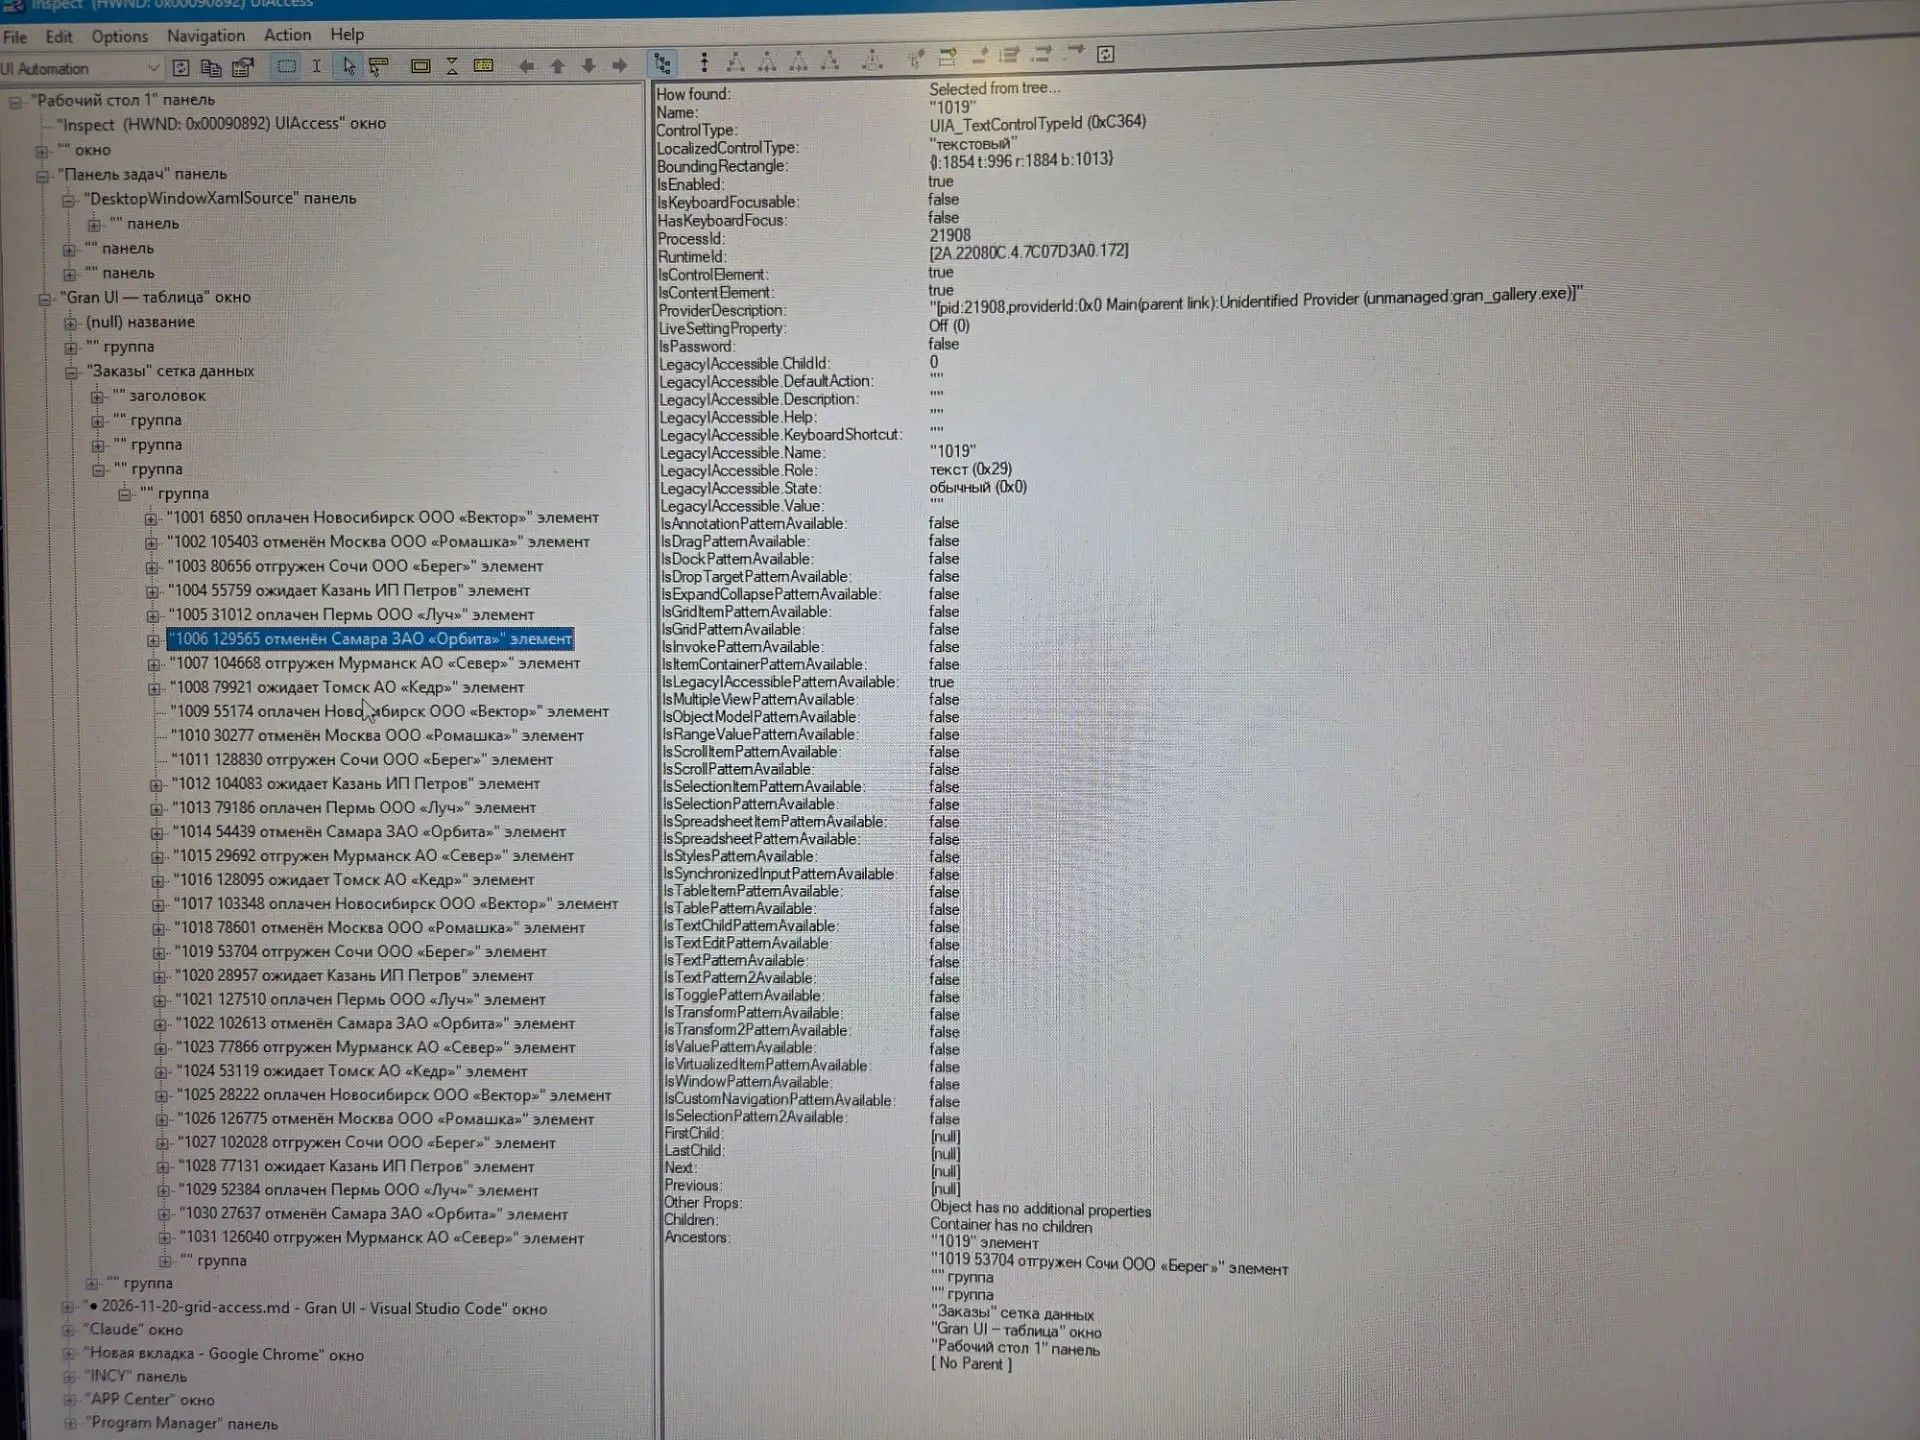 Inspect (HWND: 0x00090892) UIAccess
File Edit Options Navigation Action Help
UI Automation
"Рабочий стол 1" панель
"Inspect (HWND: 0x00090892) UIAccess" окно
"" окно
"Панель задач" панель
"DesktopWindowXamlSource" панель
"" панель
"" панель
"" панель
"Gran UI — таблица" окно
(null) название
"" группа
"Заказы" сетка данных
"" заголовок
"" группа
"" группа
"" группа
"" группа
"1001 6850 оплачен Новосибирск ООО «Вектор»" элемент
"1002 105403 отменён Москва ООО «Ромашка»" элемент
"1003 80656 отгружен Сочи ООО «Берег»" элемент
"1004 55759 ожидает Казань ИП Петров" элемент
"1005 31012 оплачен Пермь ООО «Луч»" элемент
"1006 129565 отменён Самара ЗАО «Орбита»" элемент
"1007 104668 отгружен Мурманск АО «Север»" элемент
"1008 79921 ожидает Томск АО «Кедр»" элемент
"1009 55174 оплачен Новосибирск ООО «Вектор»" элемент
"1010 30277 отменён Москва ООО «Ромашка»" элемент
"1011 128830 отгружен Сочи ООО «Берег»" элемент
"1012 104083 ожидает Казань ИП Петров" элемент
"1013 79186 оплачен Пермь ООО «Луч»" элемент
"1014 54439 отменён Самара ЗАО «Орбита»" элемент
"1015 29692 отгружен Мурманск АО «Север»" элемент
"1016 128095 ожидает Томск АО «Кедр»" элемент
"1017 103348 оплачен Новосибирск ООО «Вектор»" элемент
"1018 78601 отменён Москва ООО «Ромашка»" элемент
"1019 53704 отгружен Сочи ООО «Берег»" элемент
"1020 28957 ожидает Казань ИП Петров" элемент
"1021 127510 оплачен Пермь ООО «Луч»" элемент
"1022 102613 отменён Самара ЗАО «Орбита»" элемент
"1023 77866 отгружен Мурманск АО «Север»" элемент
"1024 53119 ожидает Томск АО «Кедр»" элемент
"1025 28222 оплачен Новосибирск ООО «Вектор»" элемент
"1026 126775 отменён Москва ООО «Ромашка»" элемент
"1027 102028 отгружен Сочи ООО «Берег»" элемент
"1028 77131 ожидает Казань ИП Петров" элемент
"1029 52384 оплачен Пермь ООО «Луч»" элемент
"1030 27637 отменён Самара ЗАО «Орбита»" элемент
"1031 126040 отгружен Мурманск АО «Север»" элемент
"" группа
"" группа
"● 2026-11-20-grid-access.md - Gran UI - Visual Studio Code" окно
"Claude" окно
"Новая вкладка - Google Chrome" окно
"INCY" панель
"APP Center" окно
"Program Manager" панель
How found: Selected from tree...
Name: "1019"
ControlType: UIA_TextControlTypeId (0xC364)
LocalizedControlType: "текстовый"
BoundingRectangle: {l:1854 t:996 r:1884 b:1013}
IsEnabled: true
IsKeyboardFocusable: false
HasKeyboardFocus: false
ProcessId: 21908
RuntimeId: [2A.22080C.4.7C07D3A0.172]
IsControlElement: true
IsContentElement: true
ProviderDescription: "[pid:21908,providerId:0x0 Main(parent link):Unidentified Provider (unmanaged:gran_gallery.exe)]"
LiveSettingProperty: Off (0)
IsPassword: false
LegacyIAccessible.ChildId: 0
LegacyIAccessible.DefaultAction: ""
LegacyIAccessible.Description: ""
LegacyIAccessible.Help: ""
LegacyIAccessible.KeyboardShortcut: ""
LegacyIAccessible.Name: "1019"
LegacyIAccessible.Role: текст (0x29)
LegacyIAccessible.State: обычный (0x0)
LegacyIAccessible.Value: ""
IsAnnotationPatternAvailable: false
IsDragPatternAvailable: false
IsDockPatternAvailable: false
IsDropTargetPatternAvailable: false
IsExpandCollapsePatternAvailable: false
IsGridItemPatternAvailable: false
IsGridPatternAvailable: false
IsInvokePatternAvailable: false
IsItemContainerPatternAvailable: false
IsLegacyIAccessiblePatternAvailable: true
IsMultipleViewPatternAvailable: false
IsObjectModelPatternAvailable: false
IsRangeValuePatternAvailable: false
IsScrollItemPatternAvailable: false
IsScrollPatternAvailable: false
IsSelectionItemPatternAvailable: false
IsSelectionPatternAvailable: false
IsSpreadsheetItemPatternAvailable: false
IsSpreadsheetPatternAvailable: false
IsStylesPatternAvailable: false
IsSynchronizedInputPatternAvailable: false
IsTableItemPatternAvailable: false
IsTablePatternAvailable: false
IsTextChildPatternAvailable: false
IsTextEditPatternAvailable: false
IsTextPatternAvailable: false
IsTextPattern2Available: false
IsTogglePatternAvailable: false
IsTransformPatternAvailable: false
IsTransform2PatternAvailable: false
IsValuePatternAvailable: false
IsVirtualizedItemPatternAvailable: false
IsWindowPatternAvailable: false
IsCustomNavigationPatternAvailable: false
IsSelectionPattern2Available: false
FirstChild: [null]
LastChild: [null]
Next: [null]
Previous: [null]
Other Props: Object has no additional properties
Children: Container has no children
Ancestors: "1019" элемент
"1019 53704 отгружен Сочи ООО «Берег»" элемент
"" группа
"" группа
"Заказы" сетка данных
"Gran UI — таблица" окно
"Рабочий стол 1" панель
[ No Parent ]